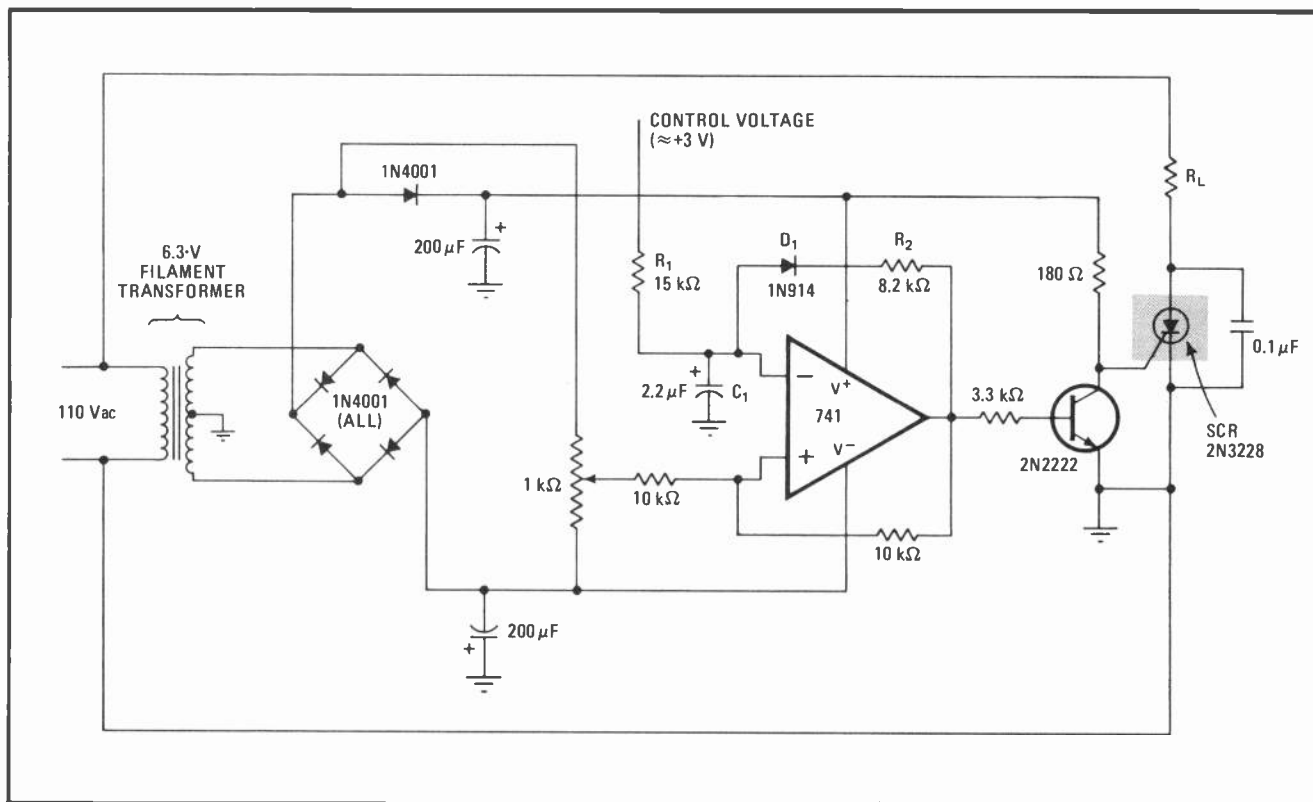 CONTROL VOLTAGE
(≈+3 V)
1N4001
RL
6.3-V
FILAMENT
TRANSFORMER
+
200 µF
R1
15 kΩ
D1
1N914
R2
8.2 kΩ
180 Ω
0.1 µF
110 Vac
1N4001
(ALL)
+
2.2 µF
C1
−
V+
741
+
V−
3.3 kΩ
2N2222
SCR
2N3228
1 kΩ
10 kΩ
10 kΩ
200 µF
+